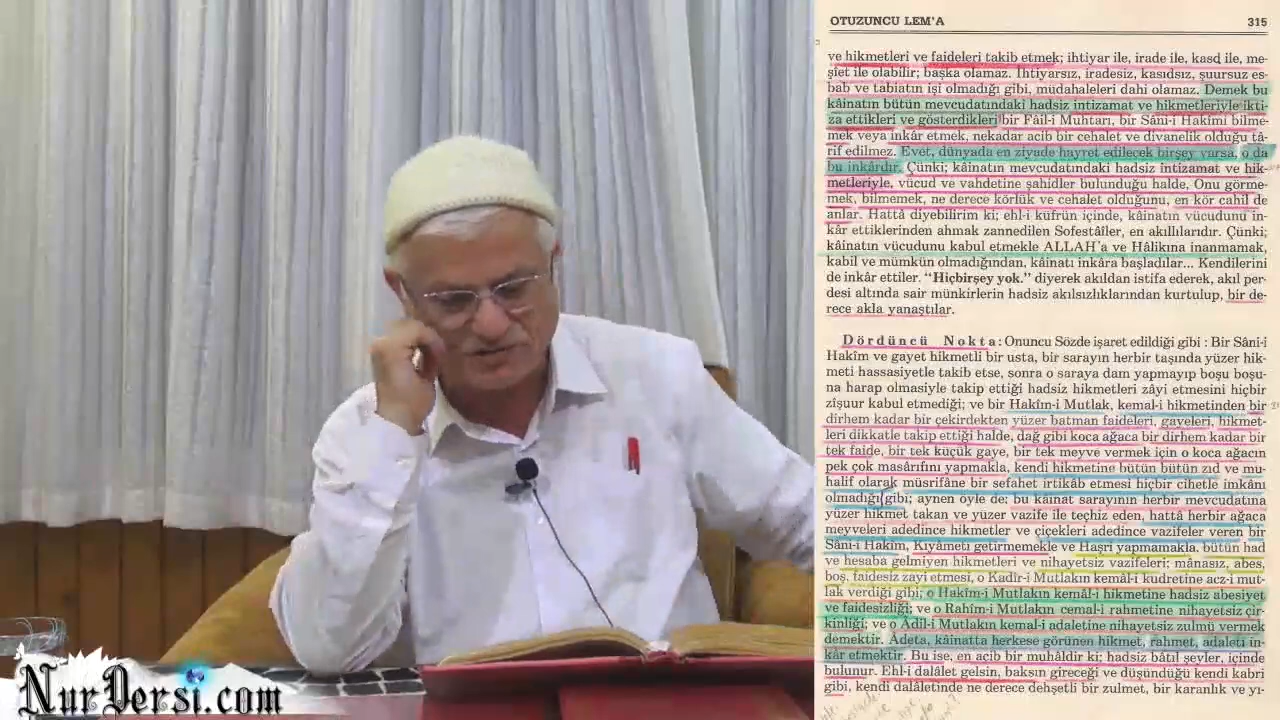 OTUZUNCU LEM'A 315
ve hikmetleri ve faideleri takib etmek; ihtiyar ile, irade ile, kasd ile, me-
şiet ile olabilir; başka olamaz. İhtiyarsız, iradesiz, kasıdsız, şuursuz es-
bab ve tabiatın işi olmadığı gibi, müdahaleleri dahi olamaz. Demek bu
kâinatın bütün mevcudatındaki hadsiz intizamat ve hikmetleriyle ikti-
za ettikleri ve gösterdikleri bir Fâil-i Muhtarı, bir Sâni-i Hakîmi bilme-
mek veya inkâr etmek, nekadar acib bir cehalet ve divanelik olduğu tâ-
rif edilmez. Evet, dünyada en ziyade hayret edilecek birşey varsa, o da
bu inkârdır. Çünki; kâinatın mevcudatındaki hadsiz intizamat ve hik-
metleriyle, vücud ve vahdetine şahidler bulunduğu halde, Onu görme-
mek, bilmemek, ne derece körlük ve cehalet olduğunu, en kör cahil de
anlar. Hattâ diyebilirim ki; ehl-i küfrün içinde, kâinatın vücudunu in-
kâr ettiklerinden ahmak zannedilen Sofestâîler, en akıllılarıdır. Çünki;
kâinatın vücudunu kabul etmekle ALLAH'a ve Hâlikına inanmamak,
kabil ve mümkün olmadığından, kâinatı inkâra başladılar... Kendilerini
de inkâr ettiler. "Hiçbirşey yok." diyerek akıldan istifa ederek, akıl per-
desi altında sair münkirlerin hadsiz akılsızlıklarından kurtulup, bir de-
rece akla yanaştılar.
Dördüncü Nokta: Onuncu Sözde işaret edildiği gibi : Bir Sâni-i
Hakîm ve gayet hikmetli bir usta, bir sarayın herbir taşında yüzer hik-
meti hassasiyetle takib etse, sonra o saraya dam yapmayıp boşu boşu-
na harap olmasiyle takip ettiği hadsiz hikmetleri zâyi etmesini hiçbir
zîşuur kabul etmediği; ve bir Hakîm-i Mutlak, kemal-i hikmetinden bir
dirhem kadar bir çekirdekten yüzer batman faideleri, gayeleri, hikmet-
leri dikkatle takip ettiği halde, dağ gibi koca ağaca bir dirhem kadar bir
tek faide, bir tek küçük gaye, bir tek meyve vermek için o koca ağacın
pek çok masârıfını yapmakla, kendi hikmetine bütün bütün zıd ve mu-
halif olarak müsrifâne bir sefahet irtikâb etmesi hiçbir cihetle imkânı
olmadığı gibi; aynen öyle de; bu kâinat sarayının herbir mevcudatına
yüzer hikmet takan ve yüzer vazife ile teçhiz eden, hattâ herbir ağaca
meyveleri adedince hikmetler ve çiçekleri adedince vazifeler veren bir
Sâni-i Hakîm, Kıyâmeti getirmemekle ve Haşri yapmamakla. bütün had
ve hesaba gelmiyen hikmetleri ve nihayetsiz vazifeleri; mânasız, abes,
boş, faidesiz zayi etmesi, o Kadîr-i Mutlakın kemâl-i kudretine acz-i mut-
lak verdiği gibi; o Hakîm-i Mutlakın kemâl-i hikmetine hadsiz abesiyet
ve faidesizliği; ve o Rahîm-i Mutlakın cemal-i rahmetine nihayetsiz çir-
kinliği; ve o Âdil-i Mutlakın kemal-i adaletine nihayetsiz zulmü vermek
demektir. Âdeta, kâinatta herkese görünen hikmet, rahmet, adaleti in-
kâr etmektir. Bu ise, en acib bir muhâldir ki; hadsiz bâtıl şeyler, içinde
bulunur. Ehl-i dalâlet gelsin, baksın gireceği ve düşündüğü kendi kabri
gibi, kendi dalâletinde ne derece dehşetli bir zulmet, bir karanlık ve yı-
NurDersi.com